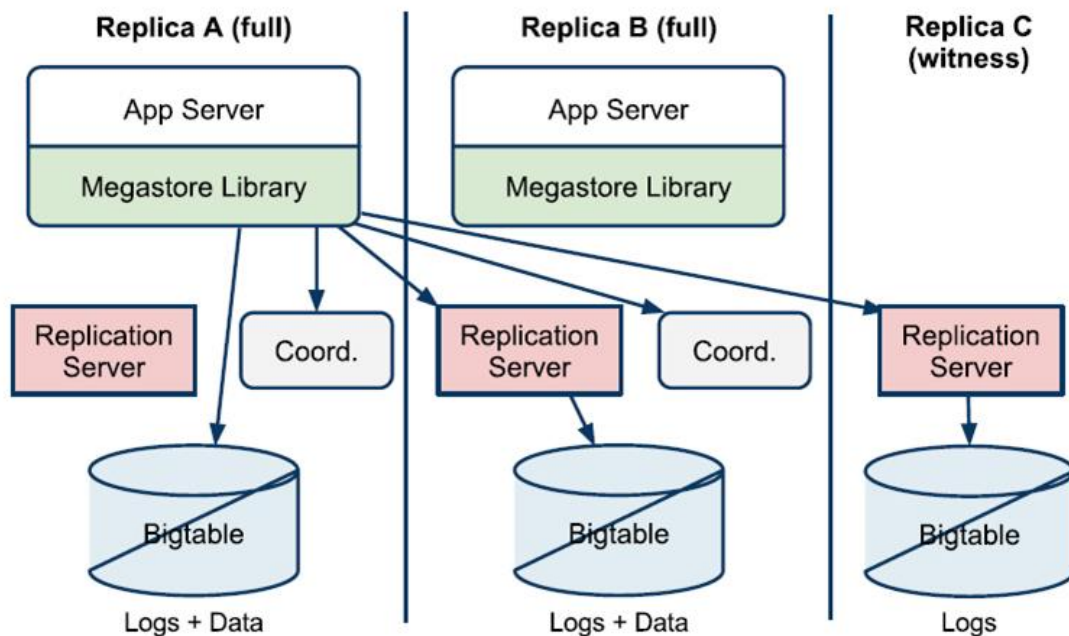 Replica A (full)
Replica B (full)
Replica C
(witness)
App Server
Megastore Library
App Server
Megastore Library
Replication
Server
Coord.
Replication
Server
Coord.
Replication
Server
Bigtable
Bigtable
Bigtable
Logs + Data
Logs + Data
Logs